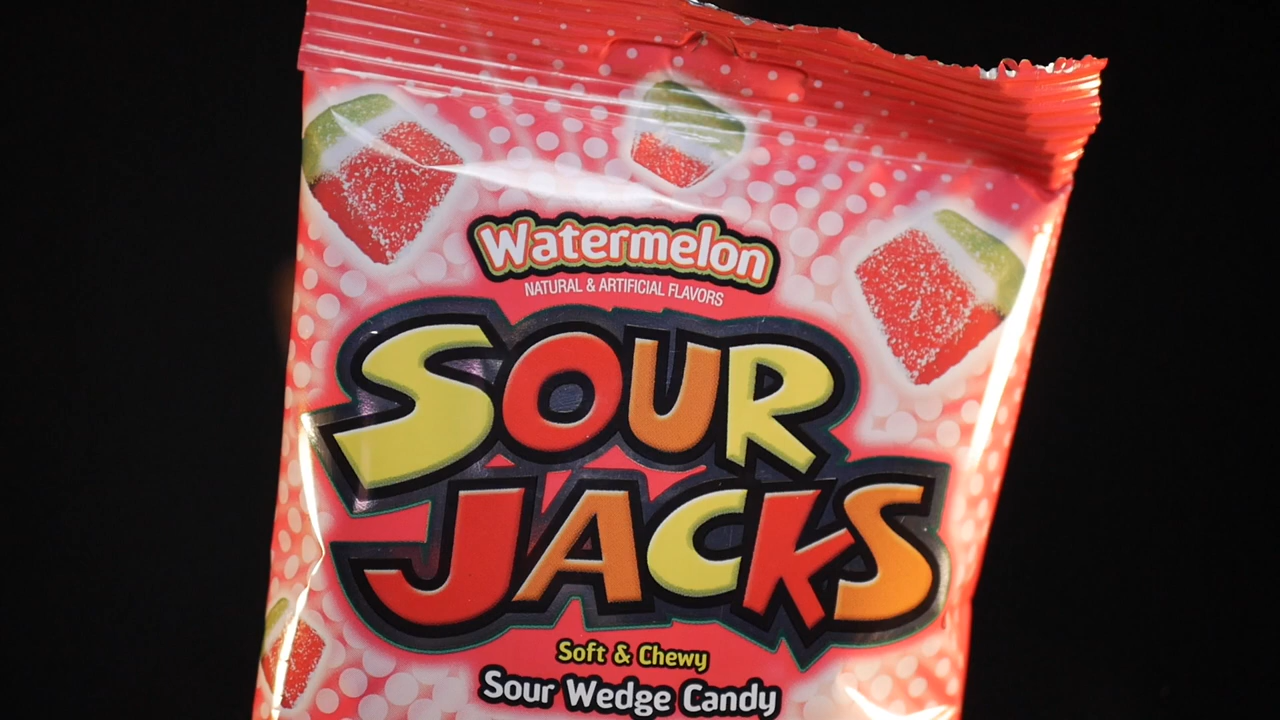 Watermelon
NATURAL & ARTIFICIAL FLAVORS
SOUR
JACKS
Soft & Chewy
Sour Wedge Candy